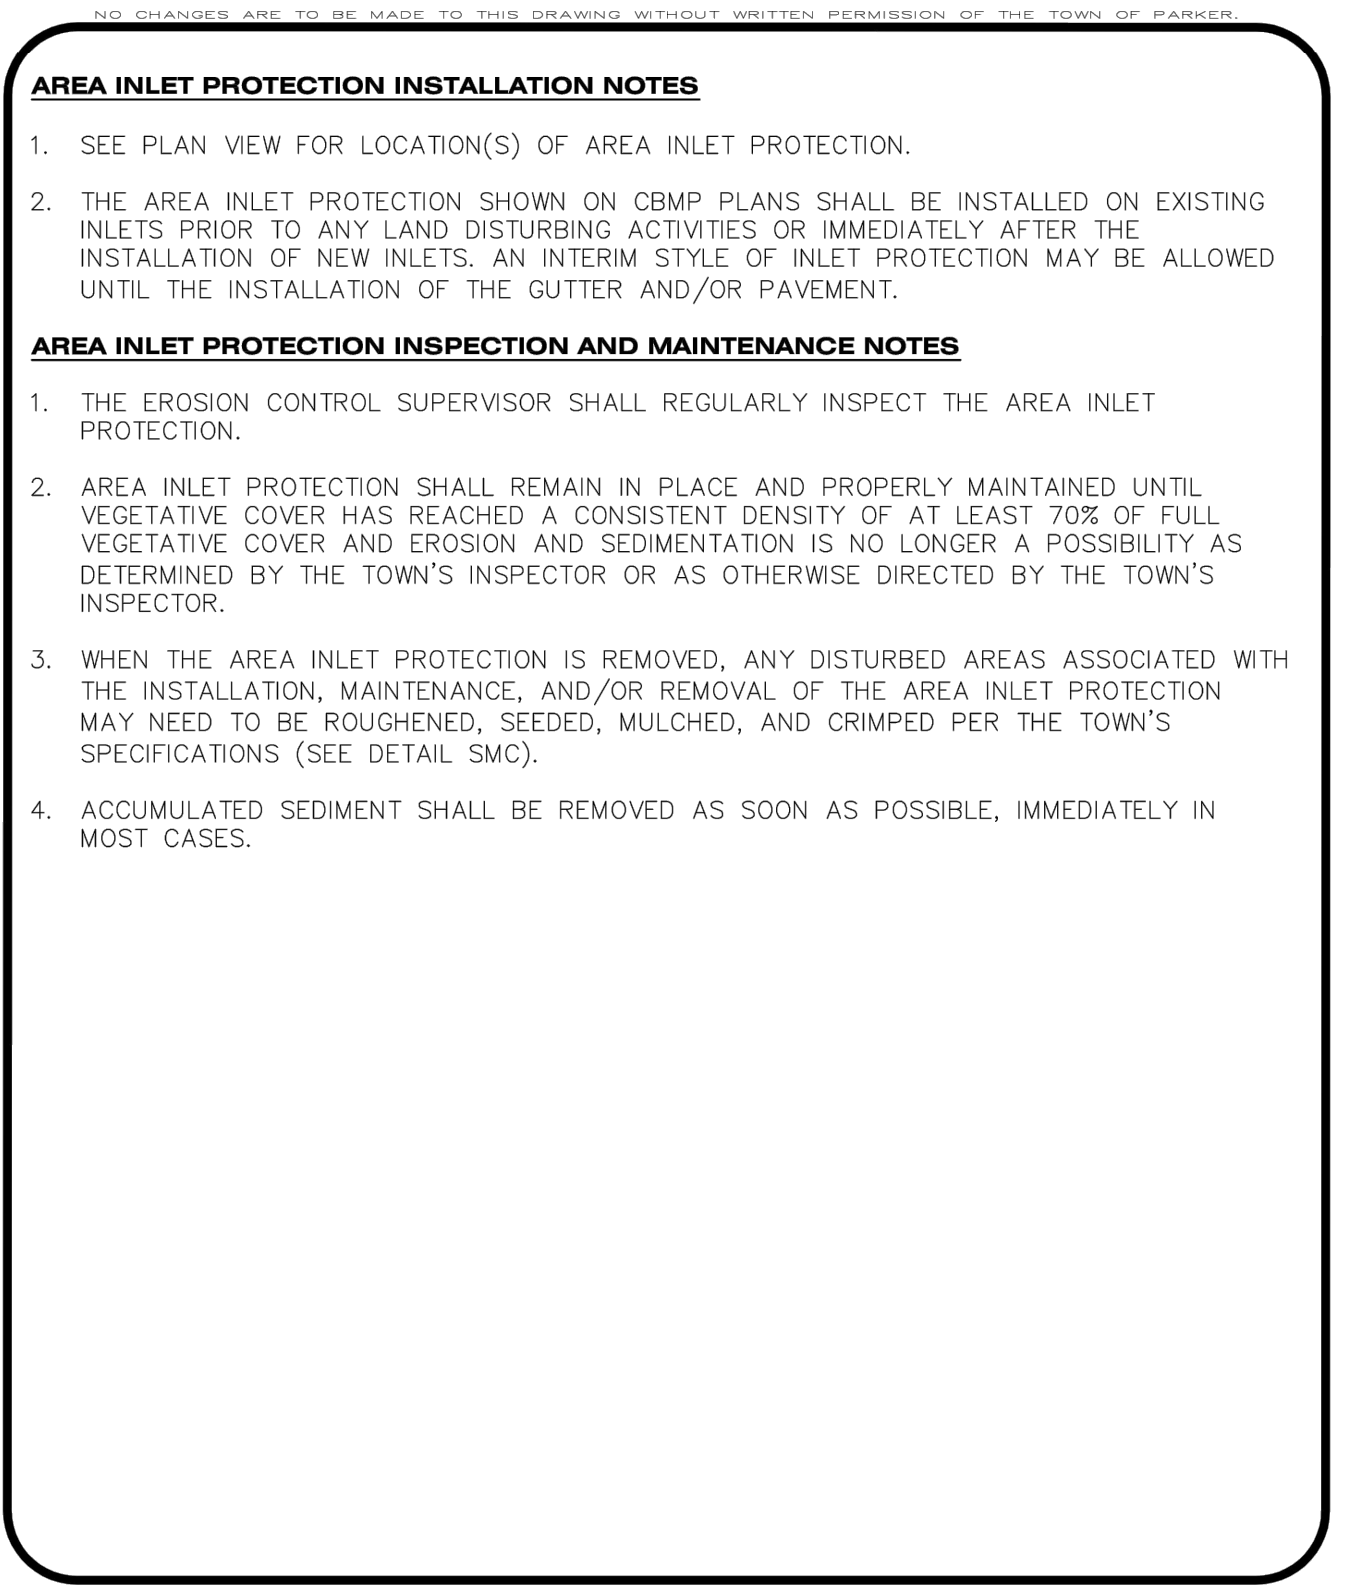 NO CHANGES ARE TO BE MADE TO THIS DRAWING WITHOUT WRITTEN PERMISSION OF THE TOWN OF PARKER.
AREA INLET PROTECTION INSTALLATION NOTES
1. SEE PLAN VIEW FOR LOCATION(S) OF AREA INLET PROTECTION.
2. THE AREA INLET PROTECTION SHOWN ON CBMP PLANS SHALL BE INSTALLED ON EXISTING
INLETS PRIOR TO ANY LAND DISTURBING ACTIVITIES OR IMMEDIATELY AFTER THE
INSTALLATION OF NEW INLETS. AN INTERIM STYLE OF INLET PROTECTION MAY BE ALLOWED
UNTIL THE INSTALLATION OF THE GUTTER AND/OR PAVEMENT.
AREA INLET PROTECTION INSPECTION AND MAINTENANCE NOTES
1. THE EROSION CONTROL SUPERVISOR SHALL REGULARLY INSPECT THE AREA INLET
PROTECTION.
2. AREA INLET PROTECTION SHALL REMAIN IN PLACE AND PROPERLY MAINTAINED UNTIL
VEGETATIVE COVER HAS REACHED A CONSISTENT DENSITY OF AT LEAST 70% OF FULL
VEGETATIVE COVER AND EROSION AND SEDIMENTATION IS NO LONGER A POSSIBILITY AS
DETERMINED BY THE TOWN'S INSPECTOR OR AS OTHERWISE DIRECTED BY THE TOWN'S
INSPECTOR.
3. WHEN THE AREA INLET PROTECTION IS REMOVED, ANY DISTURBED AREAS ASSOCIATED WITH
THE INSTALLATION, MAINTENANCE, AND/OR REMOVAL OF THE AREA INLET PROTECTION
MAY NEED TO BE ROUGHENED, SEEDED, MULCHED, AND CRIMPED PER THE TOWN'S
SPECIFICATIONS (SEE DETAIL SMC).
4. ACCUMULATED SEDIMENT SHALL BE REMOVED AS SOON AS POSSIBLE, IMMEDIATELY IN
MOST CASES.